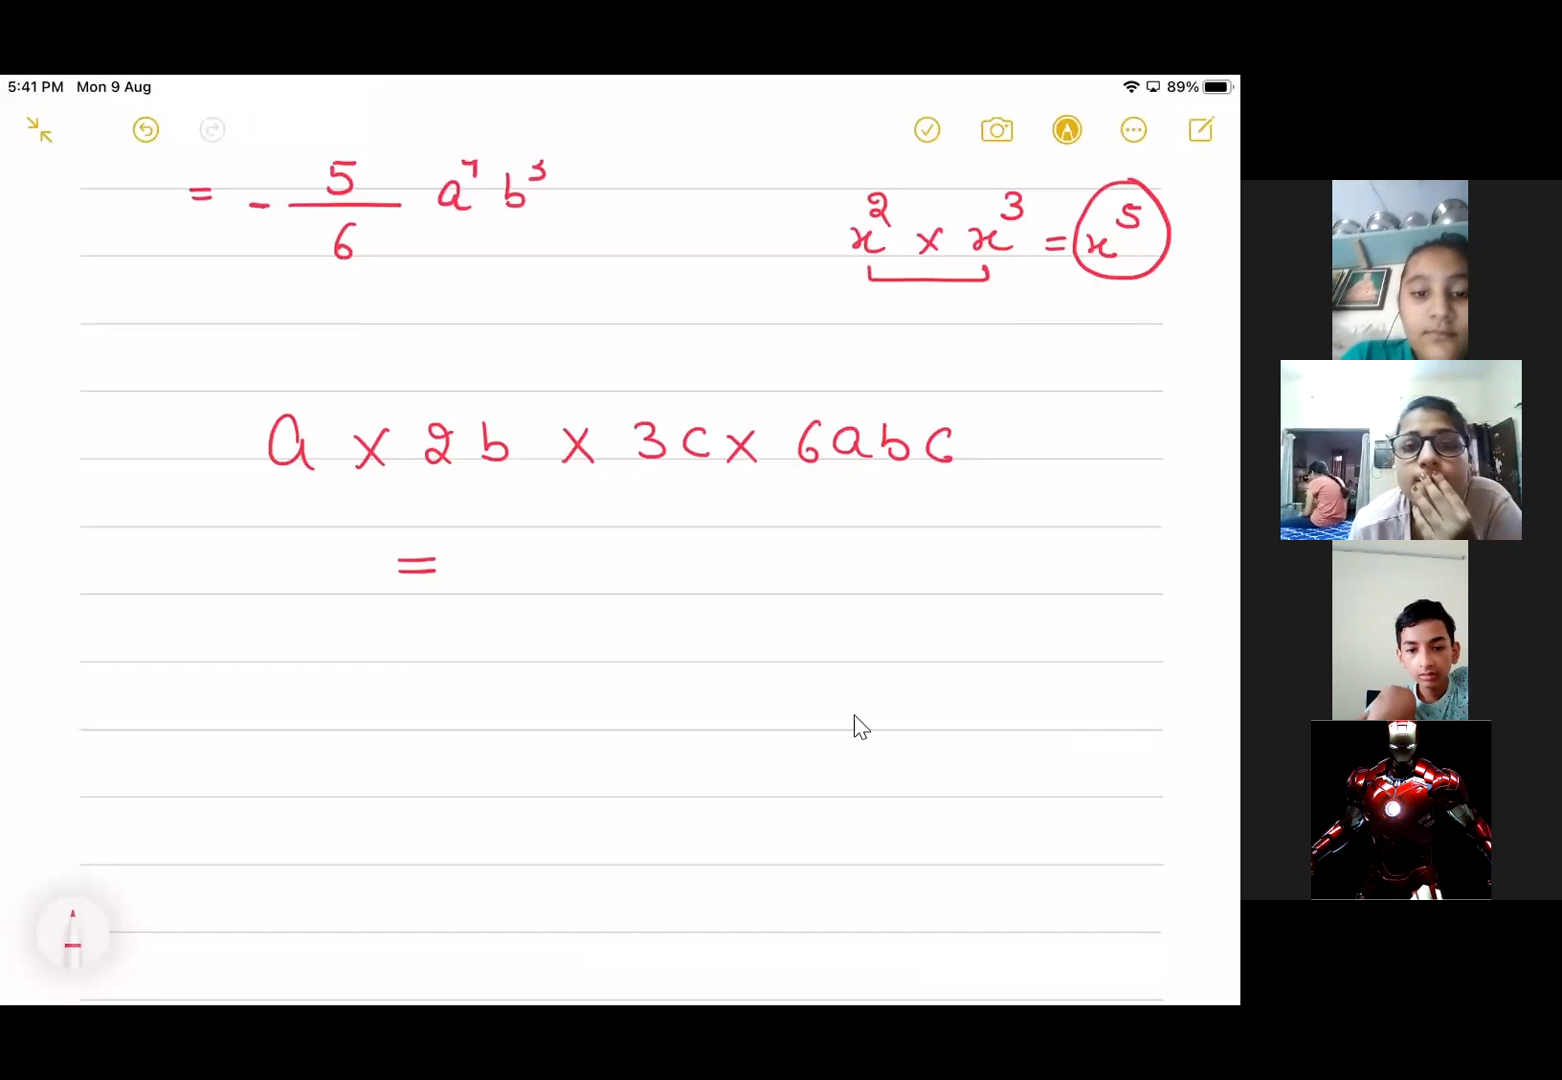 5:41 PM Mon 9 Aug 89%
= - 5/6 a⁷ b³
x² × x³ = x⁵
a × 2b × 3c × 6abc
=